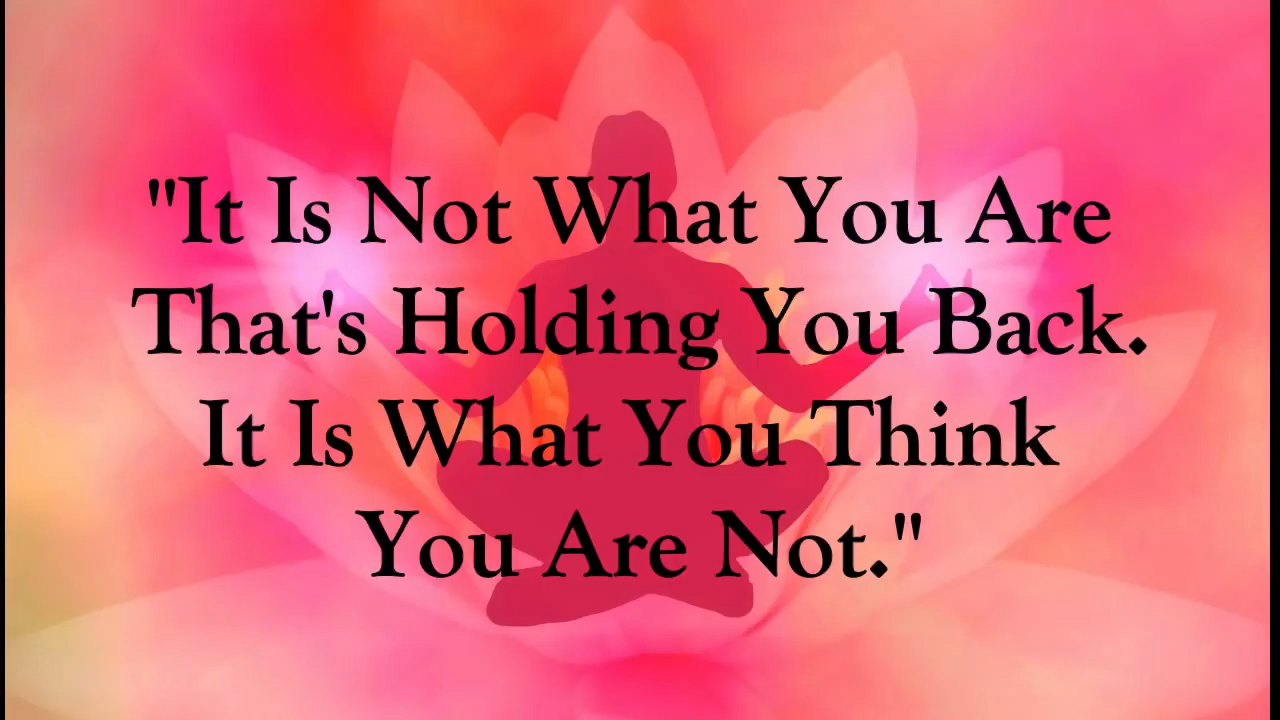 "It Is Not What You Are
That's Holding You Back.
It Is What You Think
You Are Not."